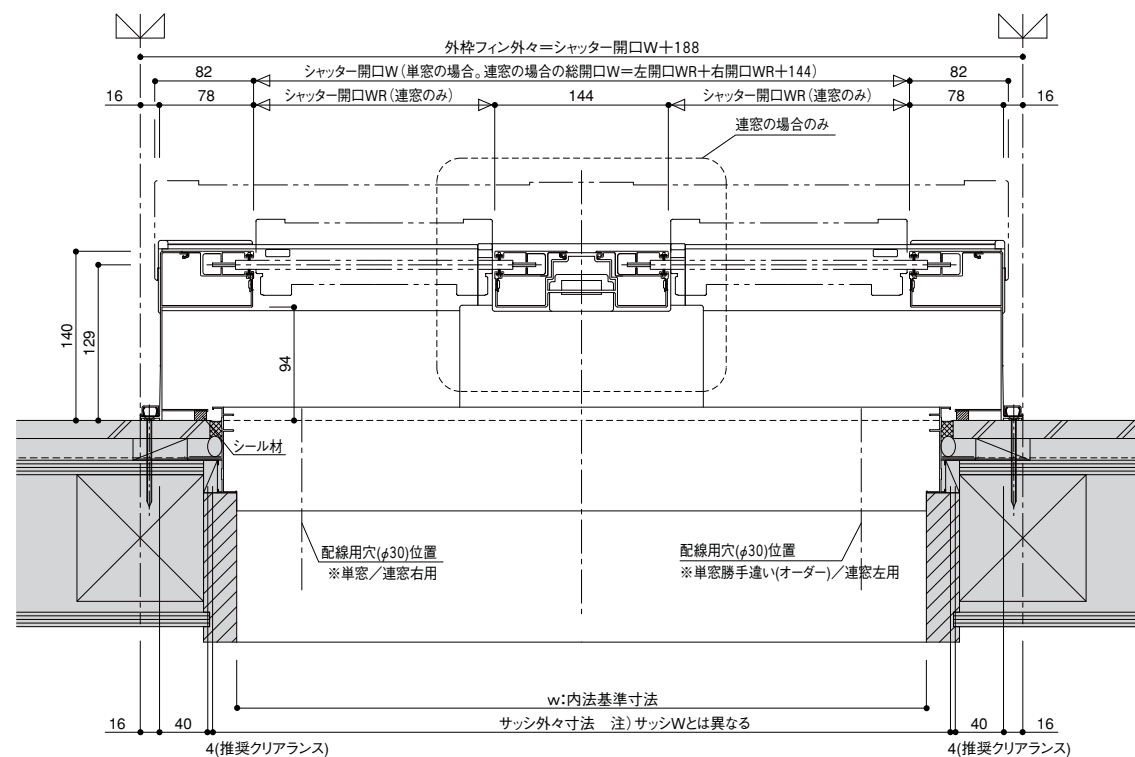 外枠フィン外々＝シャッター開口W＋188
82
シャッター開口W（単窓の場合。連窓の場合の総開口W＝左開口WR＋右開口WR＋144）
82
16
78
シャッター開口WR（連窓のみ）
144
シャッター開口WR（連窓のみ）
78
16
連窓の場合のみ
140
129
94
シール材
配線用穴(φ30)位置
※単窓／連窓右用
配線用穴(φ30)位置
※単窓勝手違い(オーダー)／連窓左用
w：内法基準寸法
16
40
サッシ外々寸法　注）サッシWとは異なる
40
16
4(推奨クリアランス)
4(推奨クリアランス)